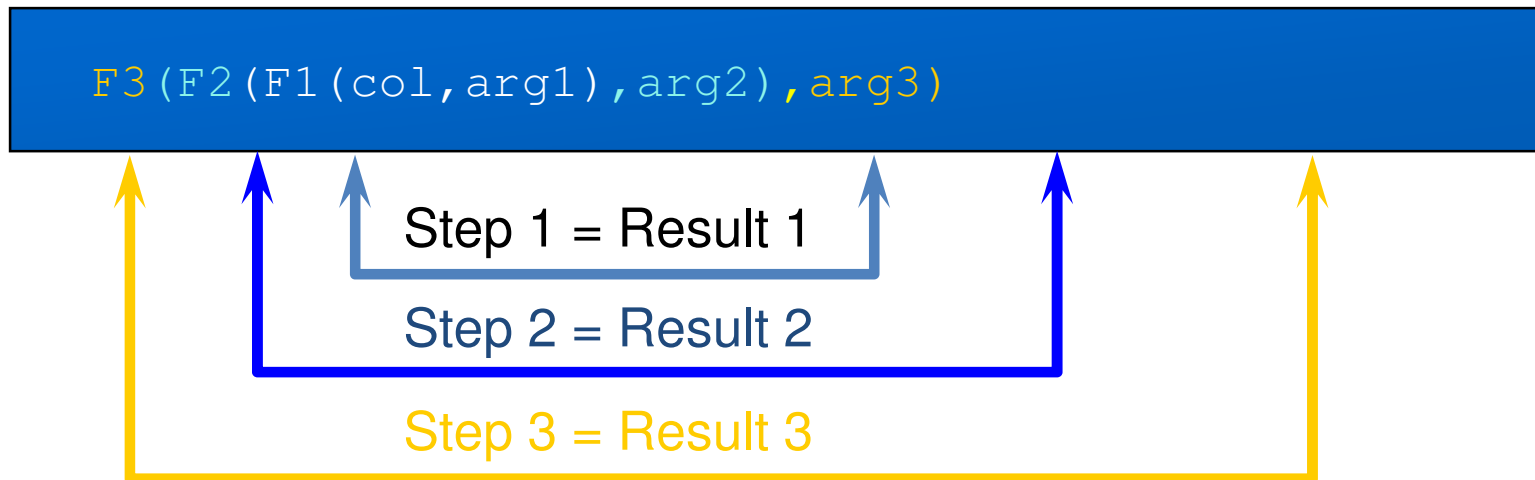 F3(F2(F1(col,arg1),arg2),arg3)
Step 1 = Result 1
Step 2 = Result 2
Step 3 = Result 3